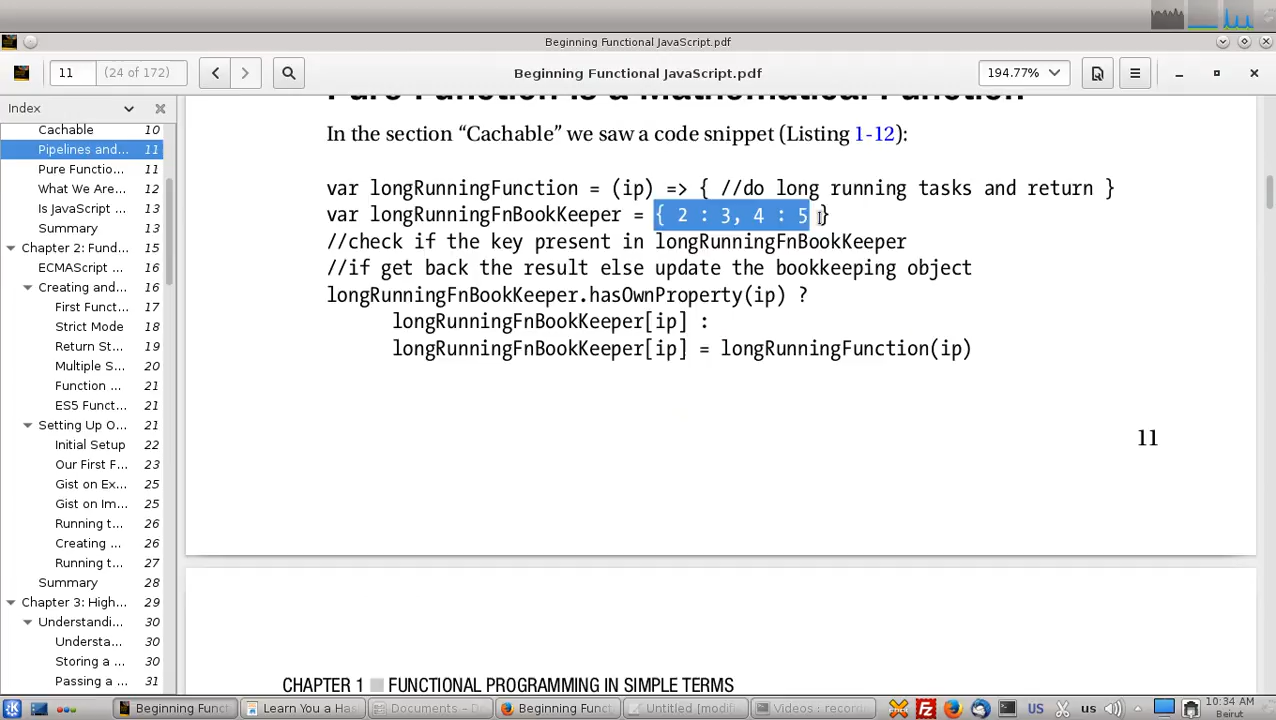 Beginning Functional JavaScript.pdf
11 (24 of 172)
Beginning Functional JavaScript.pdf
194.77%
Index
Cachable 10
Pipelines and... 11
Pure Functio... 11
What We Are... 12
Is JavaScript ... 13
Summary 14
Chapter 2: Fund... 15
ECMAScript ... 16
Creating and... 16
First Funct... 17
Strict Mode 18
Return St... 19
Multiple S... 20
Function ... 21
ES5 Funct... 21
Setting Up O... 21
Initial Setup 22
Our First F... 23
Gist on Ex... 25
Gist on Im... 25
Running t... 26
Creating ... 26
Running t... 27
Summary 28
Chapter 3: High... 29
Understandi... 30
Understa... 30
Storing a ... 30
Passing a ... 31
Pure Function is a Mathematical Function
In the section “Cachable” we saw a code snippet (Listing 1-12):
var longRunningFunction = (ip) => { //do long running tasks and return }
var longRunningFnBookKeeper = { 2 : 3, 4 : 5 }
//check if the key present in longRunningFnBookKeeper
//if get back the result else update the bookkeeping object
longRunningFnBookKeeper.hasOwnProperty(ip) ?
longRunningFnBookKeeper[ip] :
longRunningFnBookKeeper[ip] = longRunningFunction(ip)
11
CHAPTER 1 FUNCTIONAL PROGRAMMING IN SIMPLE TERMS
Beginning Funct
Learn You a Has
Documents – D
Beginning Func
Untitled [modifi
Videos : record
US
us
10:34 AM
Beirut